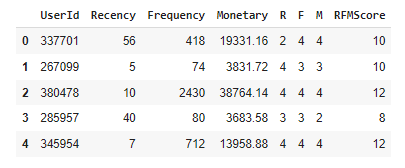 UserId Recency Frequency Monetary R F M RFMScore
0 337701 56 418 19331.16 2 4 4 10
1 267099 5 74 3831.72 4 3 3 10
2 380478 10 2430 38764.14 4 4 4 12
3 285957 40 80 3683.58 3 3 2 8
4 345954 7 712 13958.88 4 4 4 12